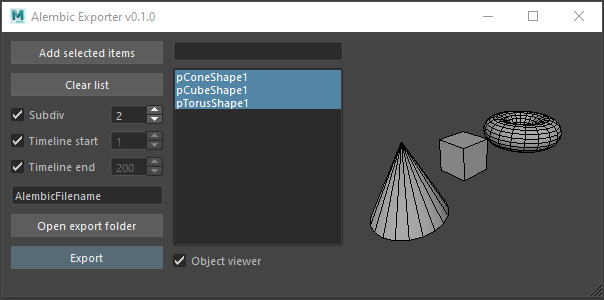 Alembic Exporter v0.1.0
Add selected items
Clear list
Subdiv 2
Timeline start 1
Timeline end 200
AlembicFilename
Open export folder
Export
pConeShape1
pCubeShape1
pTorusShape1
Object viewer